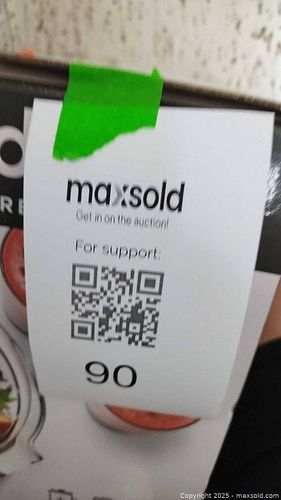 maxsold
Get in on the auction!
For support:
90
Copyright 2025 - maxsold.com